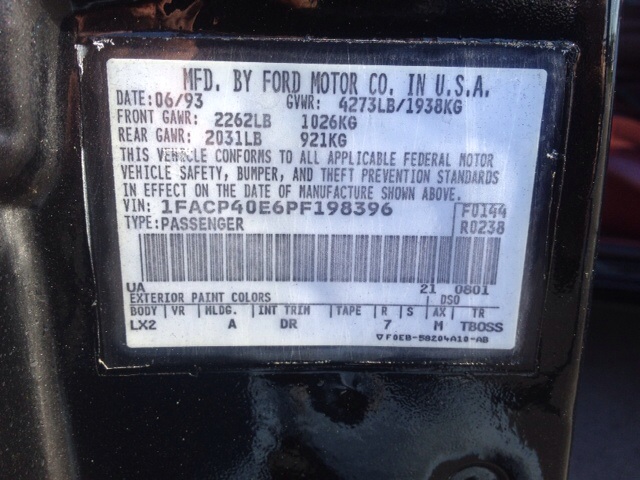 MFD. BY FORD MOTOR CO. IN U.S.A.
DATE: 06/93 GVWR: 4273LB/1938KG
FRONT GAWR: 2262LB 1026KG
REAR GAWR: 2031LB 921KG
THIS VEHICLE CONFORMS TO ALL APPLICABLE FEDERAL MOTOR
VEHICLE SAFETY, BUMPER, AND THEFT PREVENTION STANDARDS
IN EFFECT ON THE DATE OF MANUFACTURE SHOWN ABOVE.
VIN: 1FACP40E6PF198396 F0144
TYPE: PASSENGER R0238
UA 21 0801
EXTERIOR PAINT COLORS DSO
BODY VR MLDG. INT TRIM TAPE R S AX TR
LX2 A DR 7 M TBOSS
▽F0EB-58204A10-AB